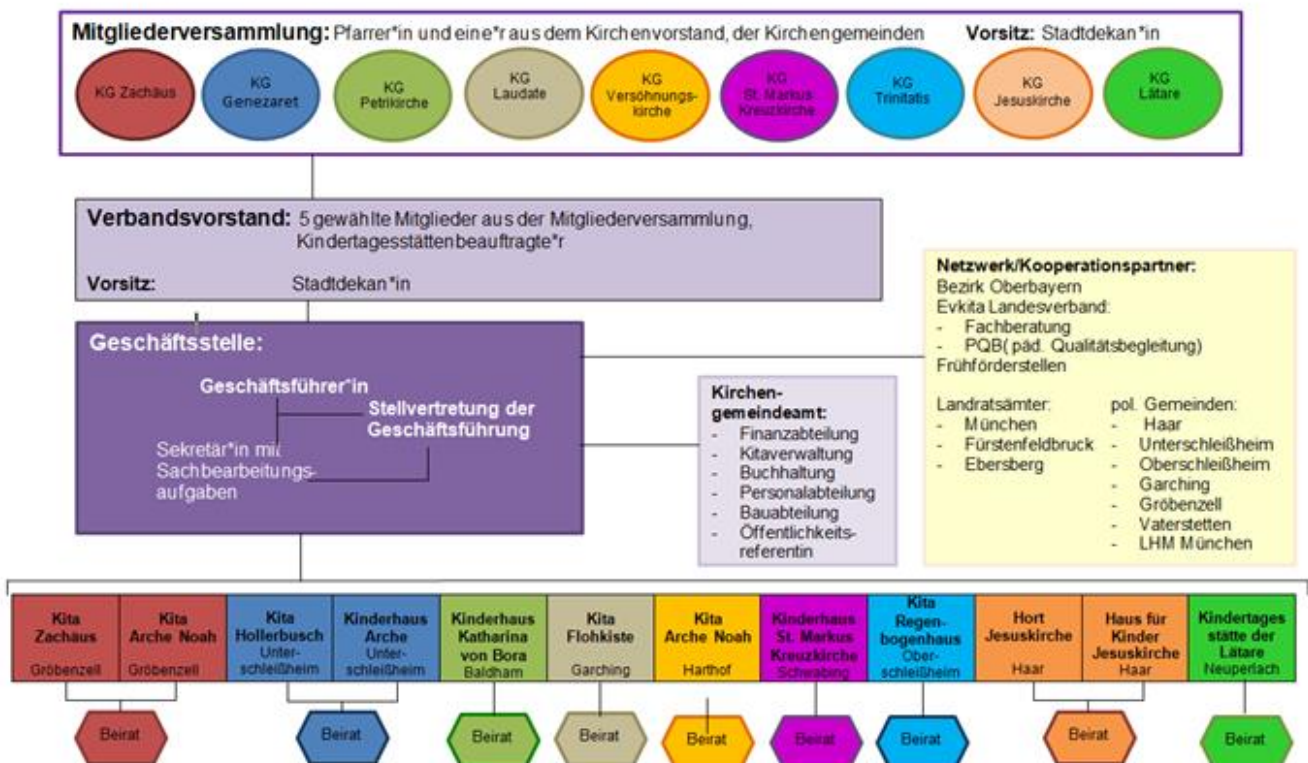 Mitgliederversammlung: Pfarrer*in und eine*r aus dem Kirchenvorstand, der Kirchengemeinden Vorsitz: Stadtdekan*in
KG Zachäus
KG
Genezaret
KG
Petrikirche
KG
Laudate
KG
Versöhnungs-
kirche
KG
St. Markus
Kreuzkirche
KG
Trinitatis
KG
Jesuskirche
KG
Lätare
Verbandsvorstand: 5 gewählte Mitglieder aus der Mitgliederversammlung,
Kindertagesstättenbeauftragte*r
Vorsitz: Stadtdekan*in
Geschäftsstelle:
Geschäftsführer*in
Stellvertretung der
Geschäftsführung
Sekretär*in mit
Sachbearbeitungs-
aufgaben
Kirchen-
gemeindeamt:
- Finanzabteilung
- Kitaverwaltung
- Buchhaltung
- Personalabteilung
- Bauabteilung
- Öffentlichkeits-
referentin
Netzwerk/Kooperationspartner:
Bezirk Oberbayern
Evkita Landesverband:
- Fachberatung
- PQB( päd. Qualitätsbegleitung)
Frühförderstellen
Landratsämter:
- München
- Fürstenfeldbruck
- Ebersberg
pol. Gemeinden:
- Haar
- Unterschleißheim
- Oberschleißheim
- Garching
- Gröbenzell
- Vaterstetten
- LHM München
Kita
Zachäus
Gröbenzell
Kita
Arche Noah
Gröbenzell
Kita
Hollerbusch
Unter-
schleißheim
Kinderhaus
Arche
Unter-
schleißheim
Kinderhaus
Katharina
von Bora
Baldham
Kita
Flohkiste
Garching
Kita
Arche Noah
Harthof
Kinderhaus
St. Markus
Kreuzkirche
Schwabing
Kita
Regen-
bogenhaus
Ober-
schleißheim
Hort
Jesuskirche
Haar
Haus für
Kinder
Jesuskirche
Haar
Kindertages
stätte der
Lätare
Neuperlach
Beirat
Beirat
Beirat
Beirat
Beirat
Beirat
Beirat
Beirat
Beirat